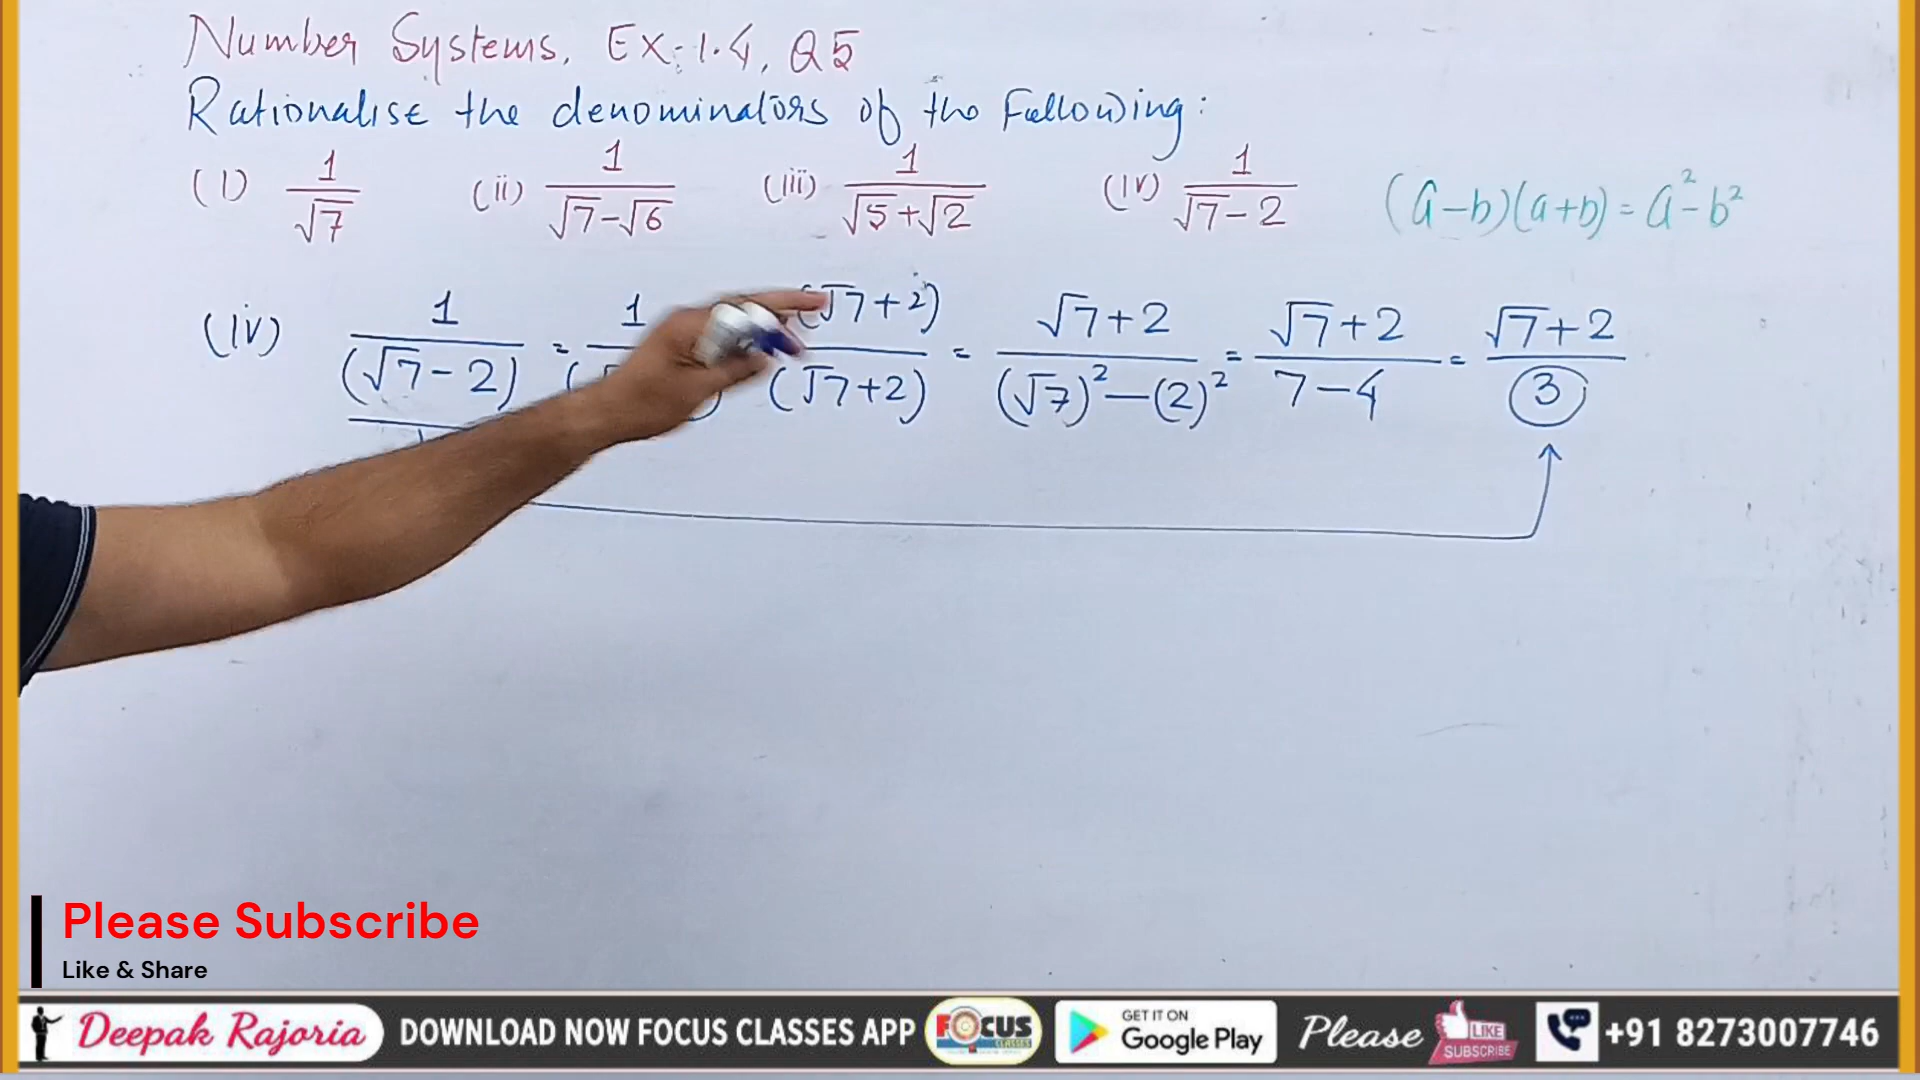 Number Systems, Ex:1.4, Q5
Rationalise the denominators of the Following:
(i) 1/√7 (ii) 1/(√7-√6) (iii) 1/(√5+√2) (iv) 1/(√7-2) (a-b)(a+b) = a²-b²
(iv) 1/(√7-2) = 1/( (√7+2)/(√7+2) = (√7+2)/((√7)²-(2)²) = (√7+2)/(7-4) = (√7+2)/3
Please Subscribe
Like & Share
Deepak Rajoria DOWNLOAD NOW FOCUS CLASSES APP FOCUS CLASSES GET IT ON Google Play Please LIKE SUBSCRIBE +91 8273007746